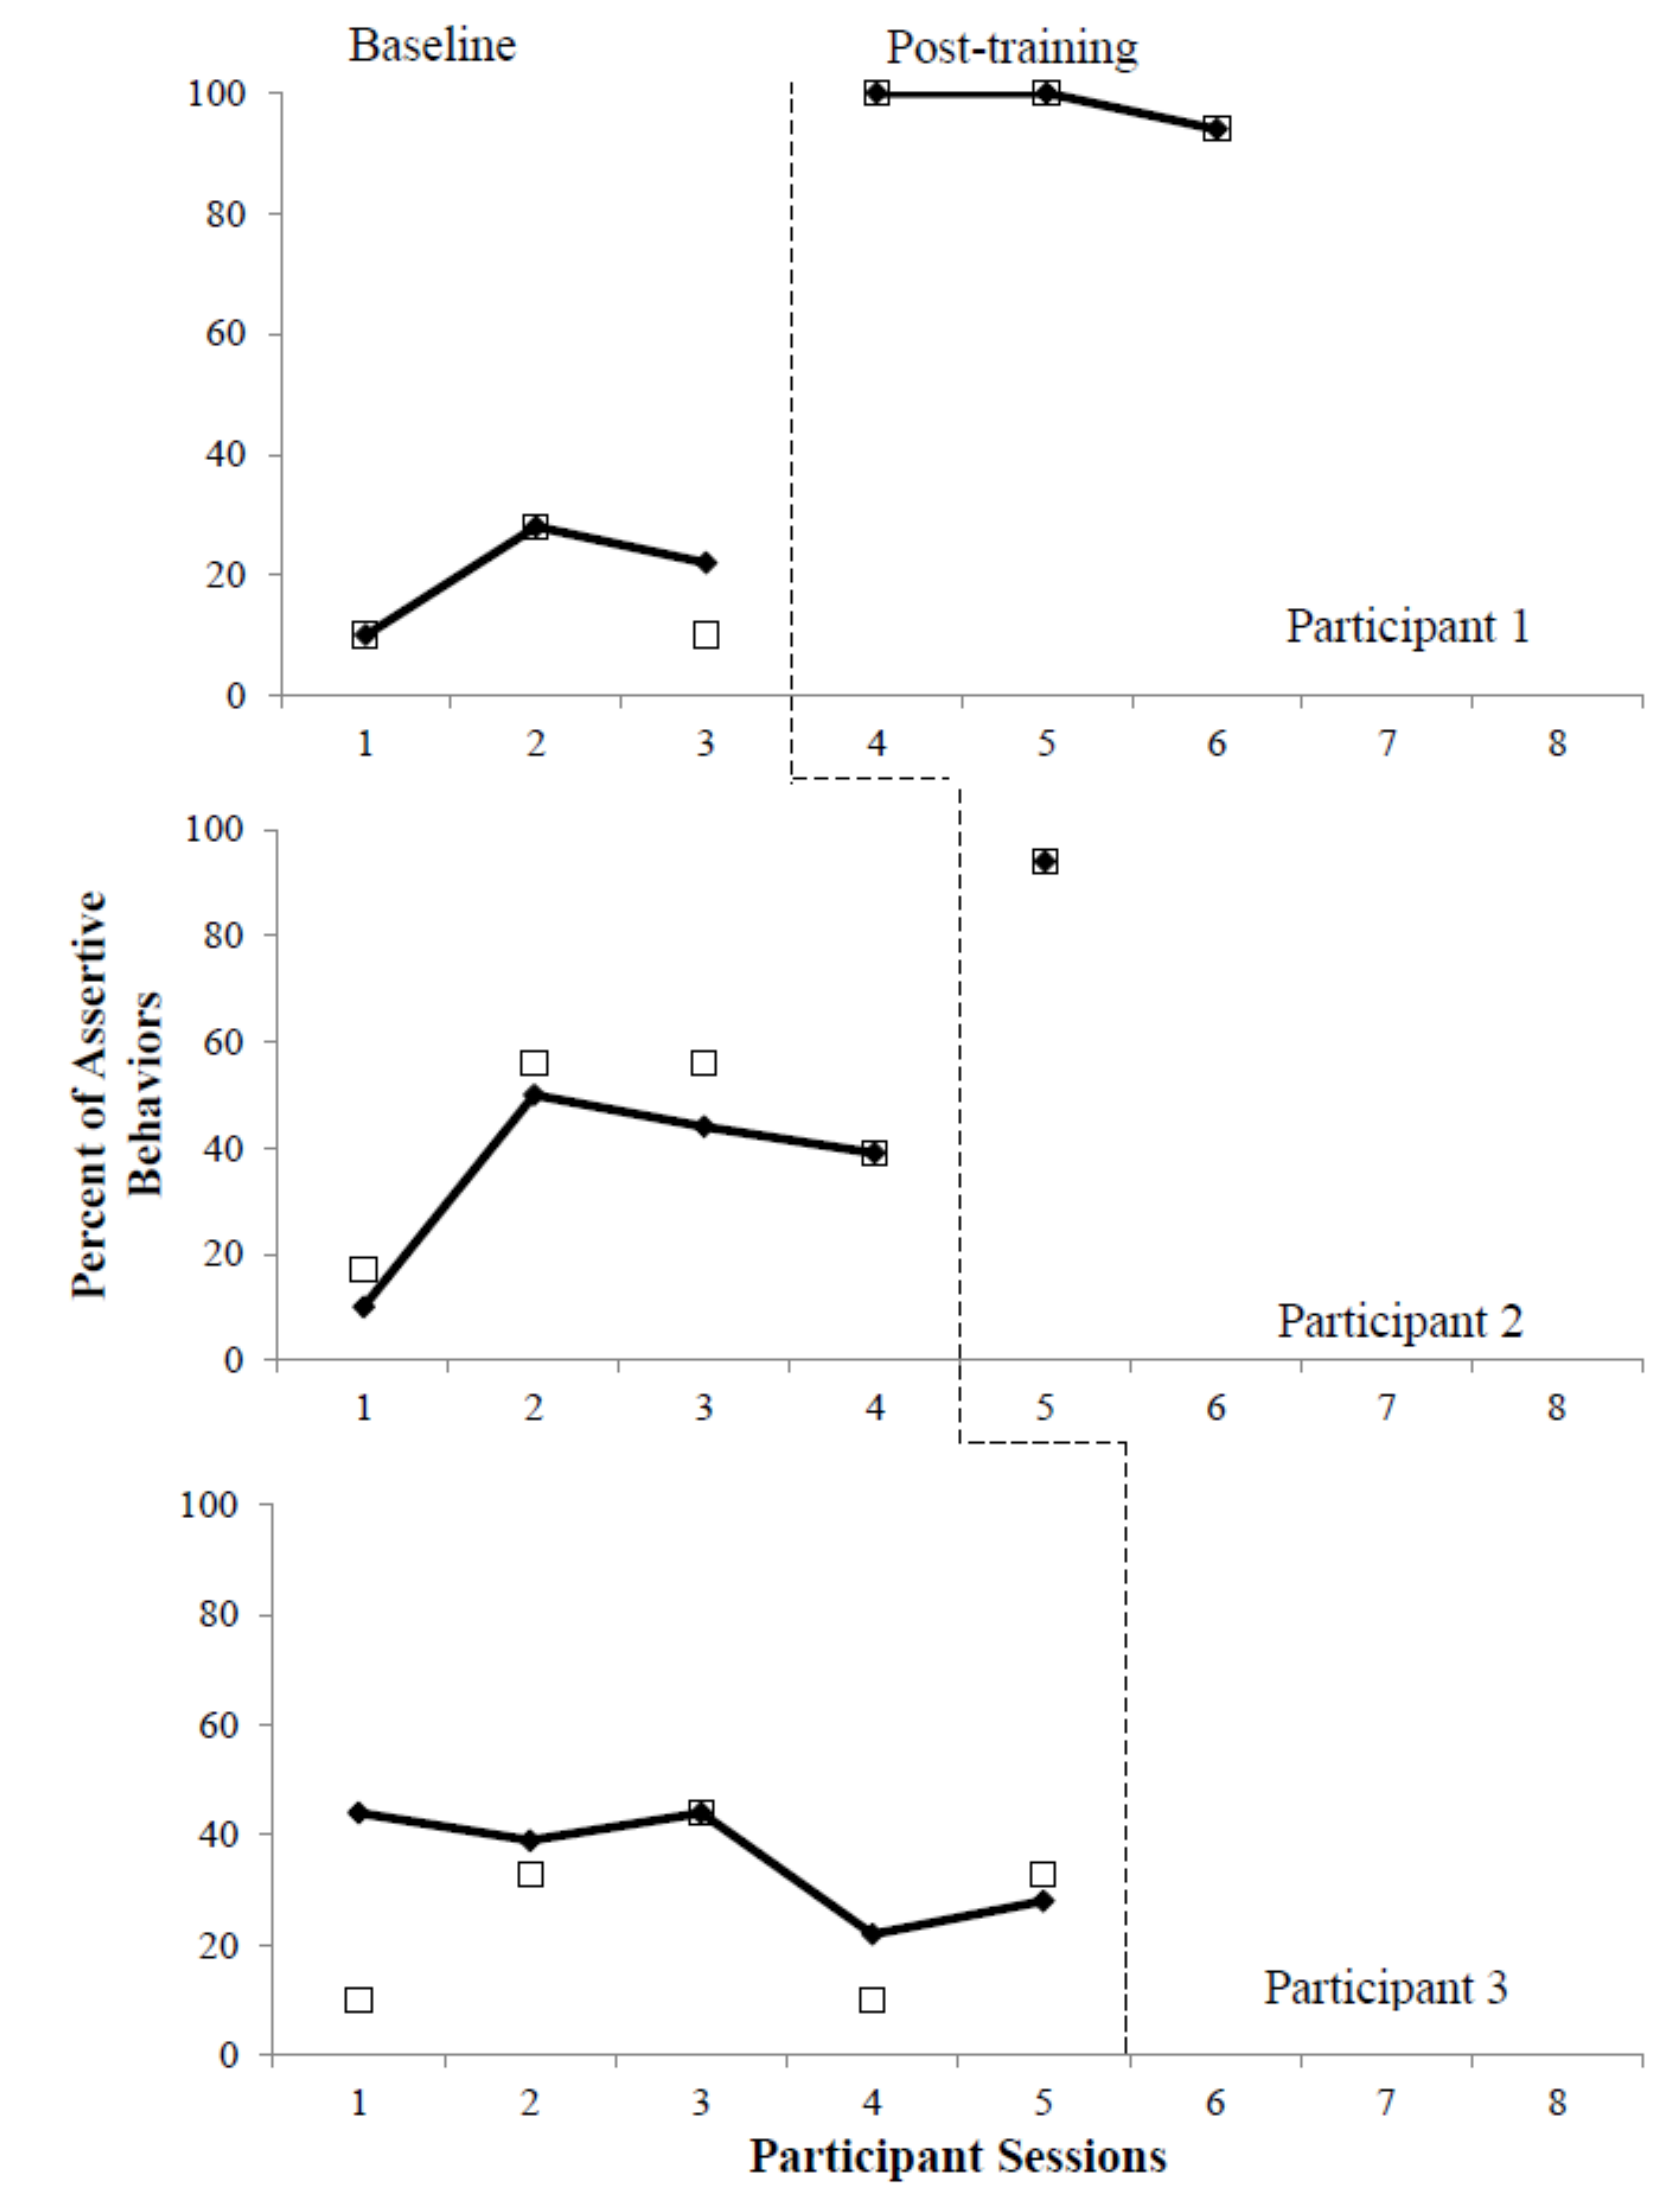 Baseline
Post-training
100
80
60
40
20
0
Participant 1
1 2 3 4 5 6 7 8
Percent of Assertive
Behaviors
100
80
60
40
20
0
Participant 2
1 2 3 4 5 6 7 8
100
80
60
40
20
0
Participant 3
1 2 3 4 5 6 7 8
Participant Sessions